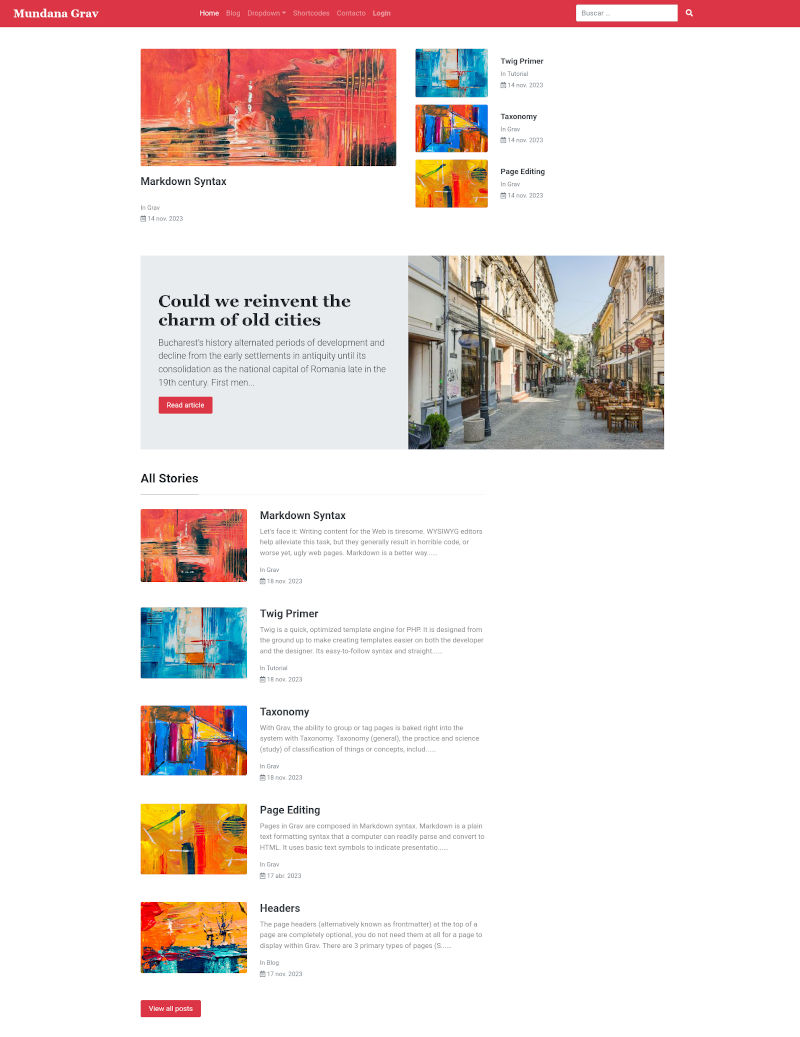 Mundana Grav
Home Blog Dropdown Shortcodes Contacto Login
Buscar ...
Markdown Syntax
In Grav
14 nov. 2023
Twig Primer
In Tutorial
14 nov. 2023
Taxonomy
In Grav
14 nov. 2023
Page Editing
In Grav
14 nov. 2023
Could we reinvent the
charm of old cities
Bucharest's history alternated periods of development and
decline from the early settlements in antiquity until its
consolidation as the national capital of Romania late in the
19th century. First men...
Read article
All Stories
Markdown Syntax
Let's face it: Writing content for the Web is tiresome. WYSIWYG editors
help alleviate this task, but they generally result in horrible code, or
worse yet, ugly web pages. Markdown is a better way......
In Grav
18 nov. 2023
Twig Primer
Twig is a quick, optimized template engine for PHP. It is designed from
the ground up to make creating templates easier on both the developer
and the designer. Its easy-to-follow syntax and straight......
In Tutorial
18 nov. 2023
Taxonomy
With Grav, the ability to group or tag pages is baked right into the
system with Taxonomy. Taxonomy (general), the practice and science
(study) of classification of things or concepts, includ......
In Grav
18 nov. 2023
Page Editing
Pages in Grav are composed in Markdown syntax. Markdown is a plain
text formatting syntax that a computer can readily parse and convert to
HTML. It uses basic text symbols to indicate presentatio......
In Grav
17 abr. 2023
Headers
The page headers (alternatively known as frontmatter) at the top of a
page are completely optional, you do not need them at all for a page to
display within Grav. There are 3 primary types of pages (S......
In Blog
17 nov. 2023
View all posts